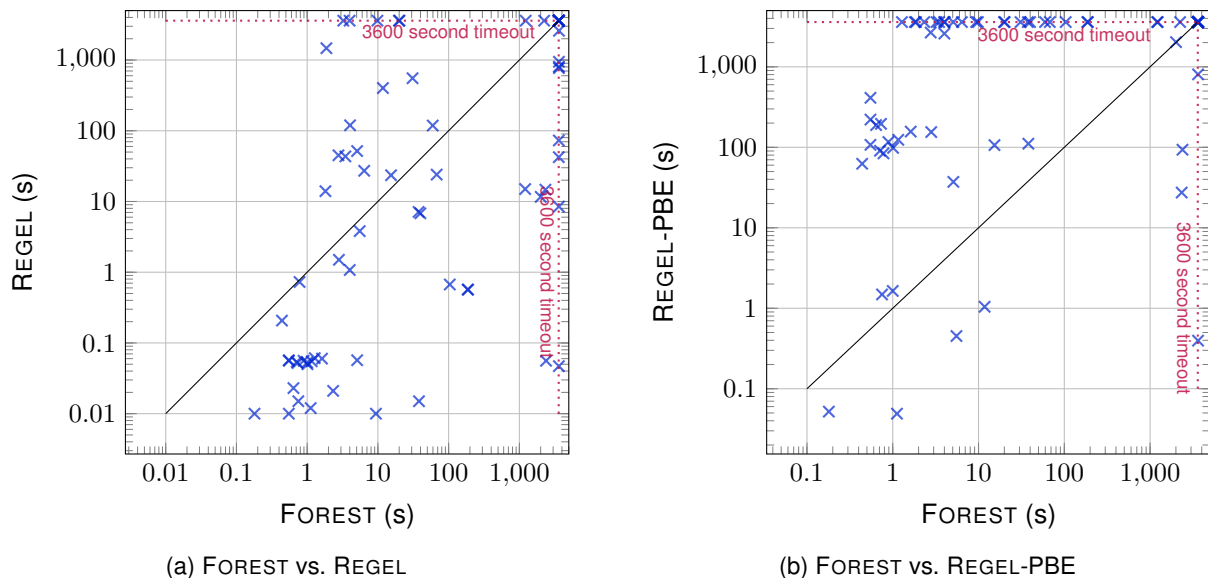 3600 second timeout
3600 second timeout
1,000
100
10
1
0.1
0.01
REGEL (s)
0.01 0.1 1 10 100 1,000
FOREST (s)
(a) FOREST vs. REGEL
3600 second timeout
3600 second timeout
1,000
100
10
1
0.1
REGEL-PBE (s)
0.1 1 10 100 1,000
FOREST (s)
(b) FOREST vs. REGEL-PBE